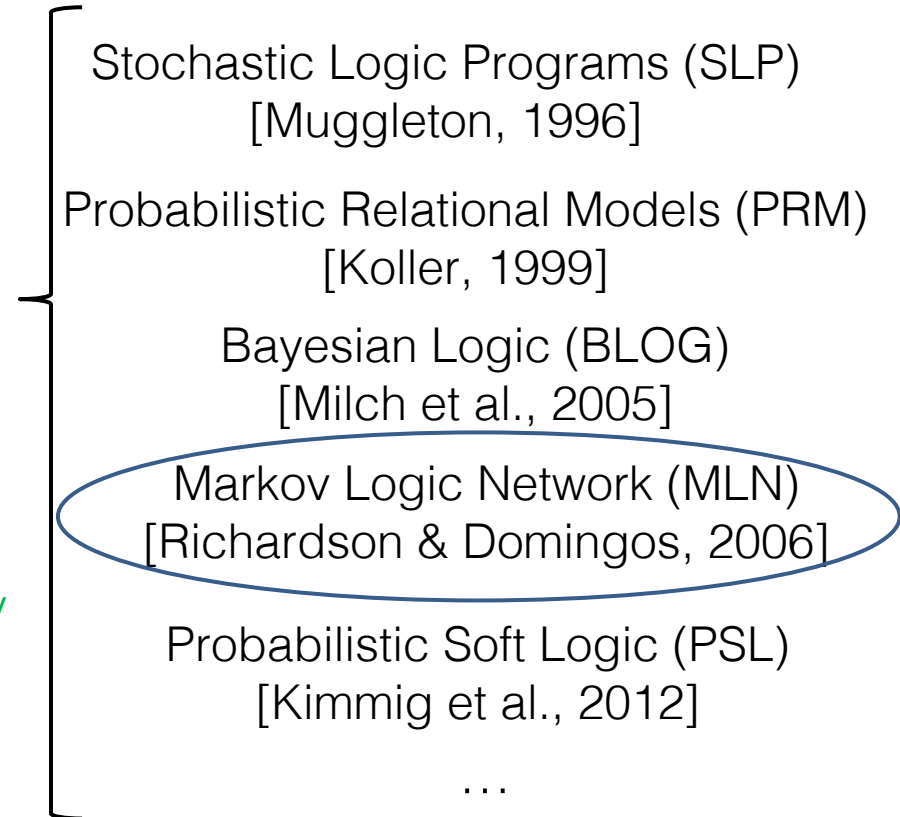 Stochastic Logic Programs (SLP)
[Muggleton, 1996]
Probabilistic Relational Models (PRM)
[Koller, 1999]
Bayesian Logic (BLOG)
[Milch et al., 2005]
Markov Logic Network (MLN)
[Richardson & Domingos, 2006]
Probabilistic Soft Logic (PSL)
[Kimmig et al., 2012]
...